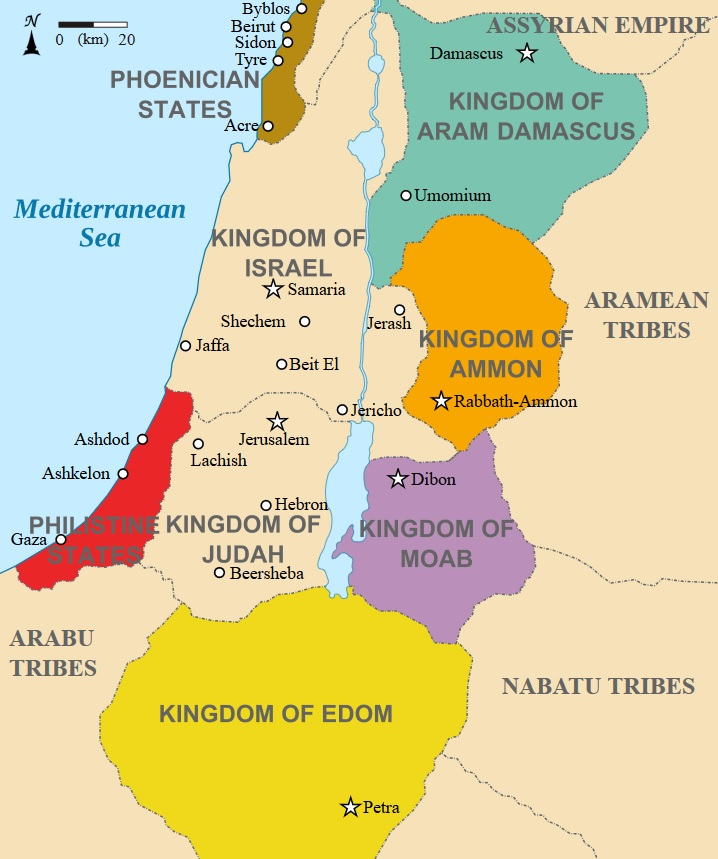 Byblos
N
Beirut
0 (km) 20
ASSYRIAN EMPIRE
Sidon
Damascus
Tyre
PHOENICIAN
STATES
KINGDOM OF
ARAM DAMASCUS
Acre
Umomium
Mediterranean
Sea
KINGDOM OF
ISRAEL
Samaria
ARAMEAN
TRIBES
Shechem
Jerash
KINGDOM OF
AMMON
Jaffa
Beit El
Rabbath-Ammon
Jericho
Ashdod
Jerusalem
Lachish
Ashkelon
Dibon
Hebron
PHILISTINE
STATES
KINGDOM OF
JUDAH
KINGDOM OF
MOAB
Gaza
Beersheba
ARABU
TRIBES
NABATU TRIBES
KINGDOM OF EDOM
Petra